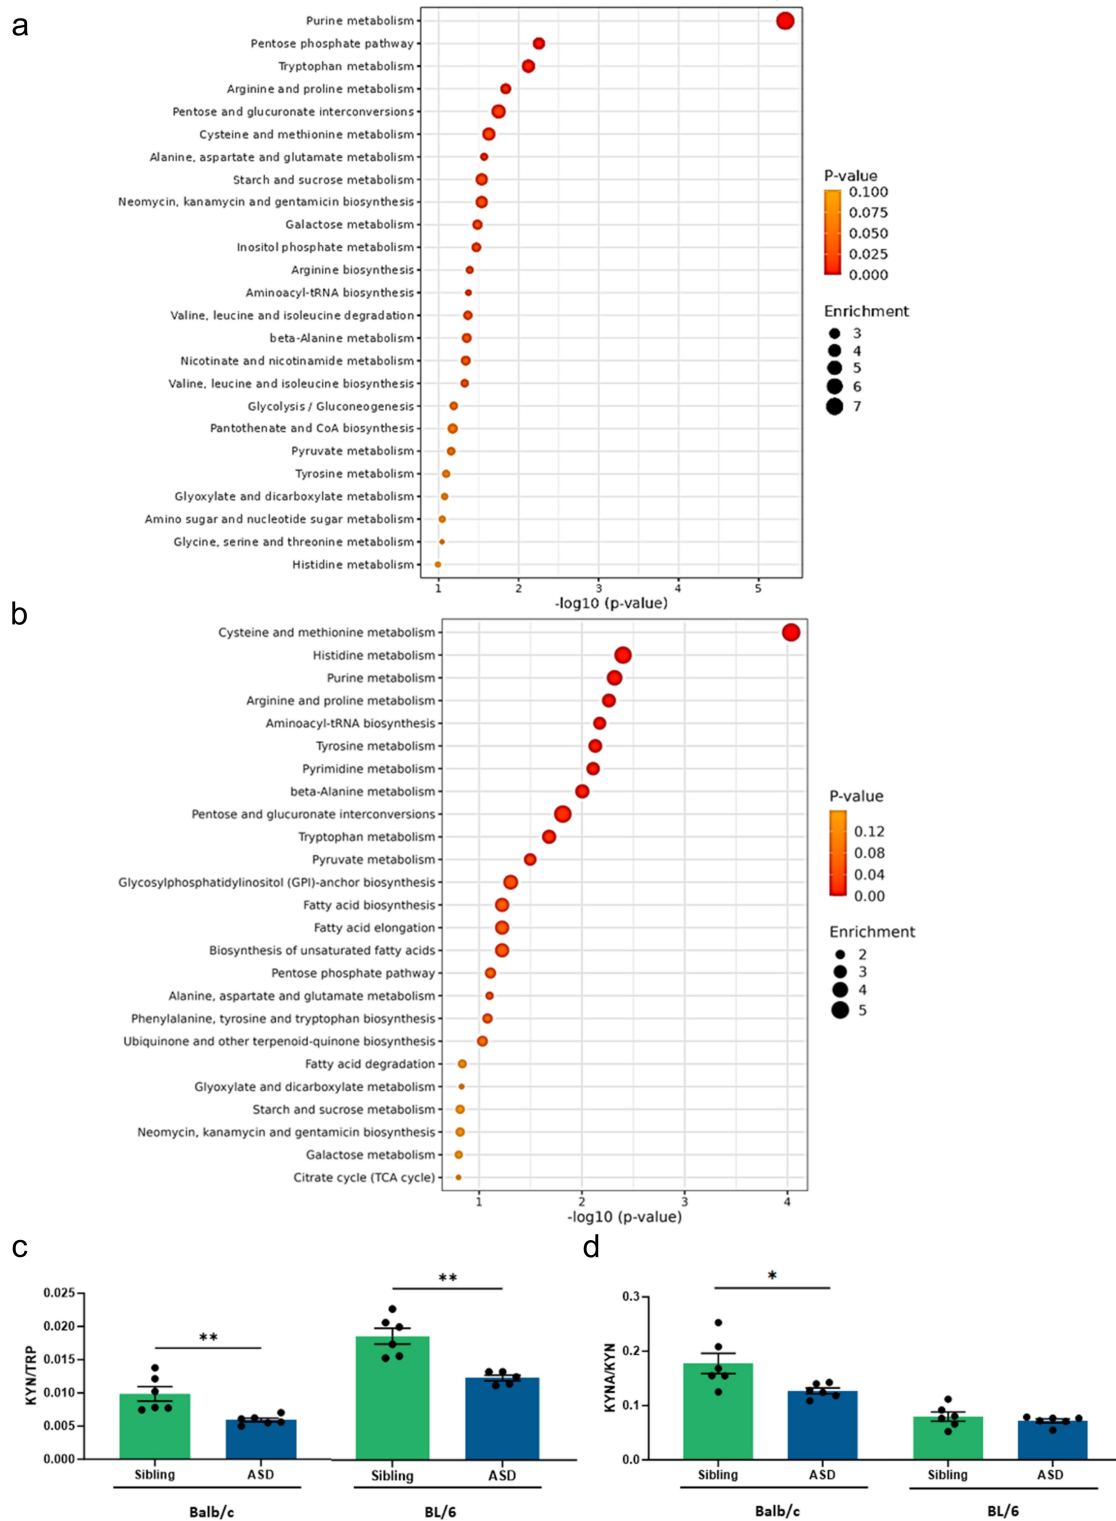 a
Purine metabolism
Pentose phosphate pathway
Tryptophan metabolism
Arginine and proline metabolism
Pentose and glucuronate interconversions
Cysteine and methionine metabolism
Alanine, aspartate and glutamate metabolism
Starch and sucrose metabolism
Neomycin, kanamycin and gentamicin biosynthesis
Galactose metabolism
Inositol phosphate metabolism
Arginine biosynthesis
Aminoacyl-tRNA biosynthesis
Valine, leucine and isoleucine degradation
beta-Alanine metabolism
Nicotinate and nicotinamide metabolism
Valine, leucine and isoleucine biosynthesis
Glycolysis / Gluconeogenesis
Pantothenate and CoA biosynthesis
Pyruvate metabolism
Tyrosine metabolism
Glyoxylate and dicarboxylate metabolism
Amino sugar and nucleotide sugar metabolism
Glycine, serine and threonine metabolism
Histidine metabolism
1 2 3 4 5
-log10 (p-value)
P-value
0.100
0.075
0.050
0.025
0.000
Enrichment
3
4
5
6
7
b
Cysteine and methionine metabolism
Histidine metabolism
Purine metabolism
Arginine and proline metabolism
Aminoacyl-tRNA biosynthesis
Tyrosine metabolism
Pyrimidine metabolism
beta-Alanine metabolism
Pentose and glucuronate interconversions
Tryptophan metabolism
Pyruvate metabolism
Glycosylphosphatidylinositol (GPI)-anchor biosynthesis
Fatty acid biosynthesis
Fatty acid elongation
Biosynthesis of unsaturated fatty acids
Pentose phosphate pathway
Alanine, aspartate and glutamate metabolism
Phenylalanine, tyrosine and tryptophan biosynthesis
Ubiquinone and other terpenoid-quinone biosynthesis
Fatty acid degradation
Glyoxylate and dicarboxylate metabolism
Starch and sucrose metabolism
Neomycin, kanamycin and gentamicin biosynthesis
Galactose metabolism
Citrate cycle (TCA cycle)
1 2 3 4
-log10 (p-value)
P-value
0.12
0.08
0.04
0.00
Enrichment
2
3
4
5
c
KYN/TRP
0.025
0.020
0.015
0.010
0.005
0.000
**
**
Sibling ASD Sibling ASD
Balb/c BL/6
d
KYNA/KYN
0.3
0.2
0.1
0.0
*
Sibling ASD Sibling ASD
Balb/c BL/6